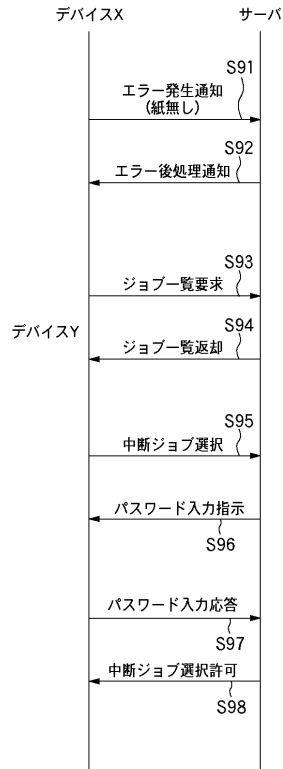 デバイスX
サーバ
S91
エラー発生通知
(紙無し)
S92
エラー後処理通知
S93
ジョブ一覧要求
デバイスY
S94
ジョブ一覧返却
S95
中断ジョブ選択
パスワード入力指示
S96
パスワード入力応答
S97
中断ジョブ選択許可
S98